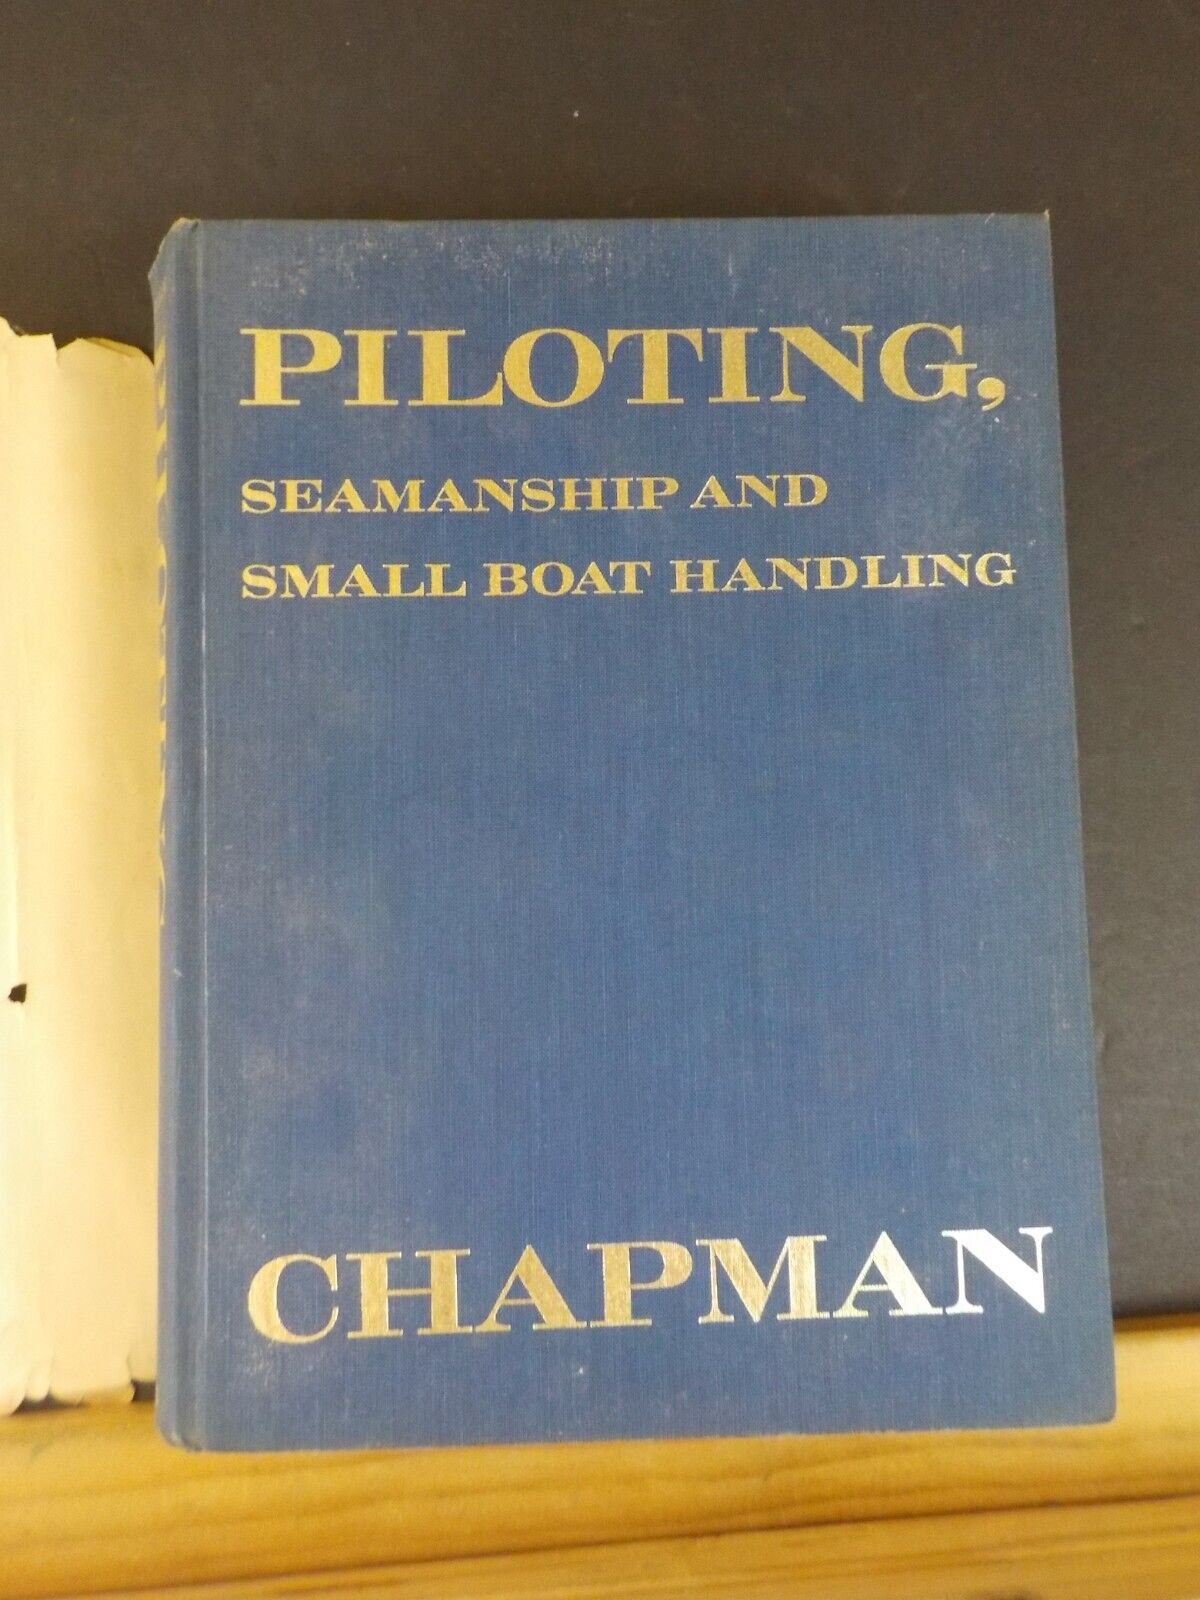 PILOTING,
SEAMANSHIP AND
SMALL BOAT HANDLING
CHAPMAN